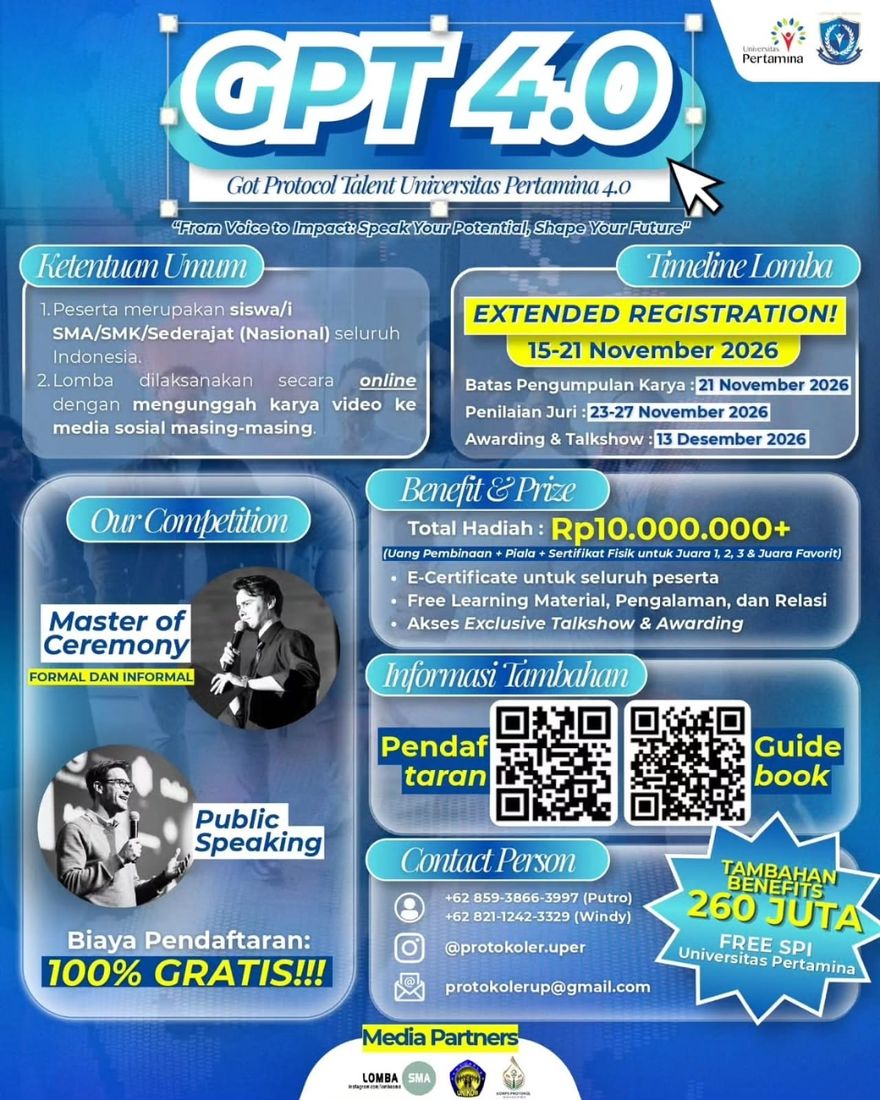 Universitas
Pertamina
GPT 4.0
Got Protocol Talent Universitas Pertamina 4.0
"From Voice to Impact: Speak Your Potential, Shape Your Future"
Ketentuan Umum
1. Peserta merupakan siswa/i
SMA/SMK/Sederajat (Nasional) seluruh
Indonesia.
2. Lomba dilaksanakan secara online
dengan mengunggah karya video ke
media sosial masing-masing.
Timeline Lomba
EXTENDED REGISTRATION!
15-21 November 2026
Batas Pengumpulan Karya : 21 November 2026
Penilaian Juri : 23-27 November 2026
Awarding & Talkshow : 13 Desember 2026
Our Competition
Master of
Ceremony
FORMAL DAN INFORMAL
Public
Speaking
Biaya Pendaftaran:
100% GRATIS!!!
Benefit & Prize
Total Hadiah : Rp10.000.000+
(Uang Pembinaan + Piala + Sertifikat Fisik untuk Juara 1, 2, 3 & Juara Favorit)
• E-Certificate untuk seluruh peserta
• Free Learning Material, Pengalaman, dan Relasi
• Akses Exclusive Talkshow & Awarding
Informasi Tambahan
Pendaf
taran
Guide
book
Contact Person
+62 859-3866-3997 (Putro)
+62 821-1242-3329 (Windy)
@protokoler.uper
protokolerup@gmail.com
TAMBAHAN
BENEFITS
260 JUTA
FREE SPI
Universitas Pertamina
Media Partners
LOMBA
SMA